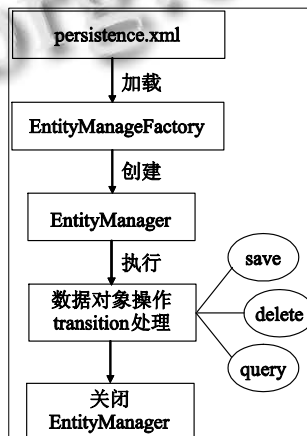 persistence.xml
加载
EntityManageFactory
创建
EntityManager
执行
数据对象操作
transition处理
save
delete
query
关闭
EntityManager